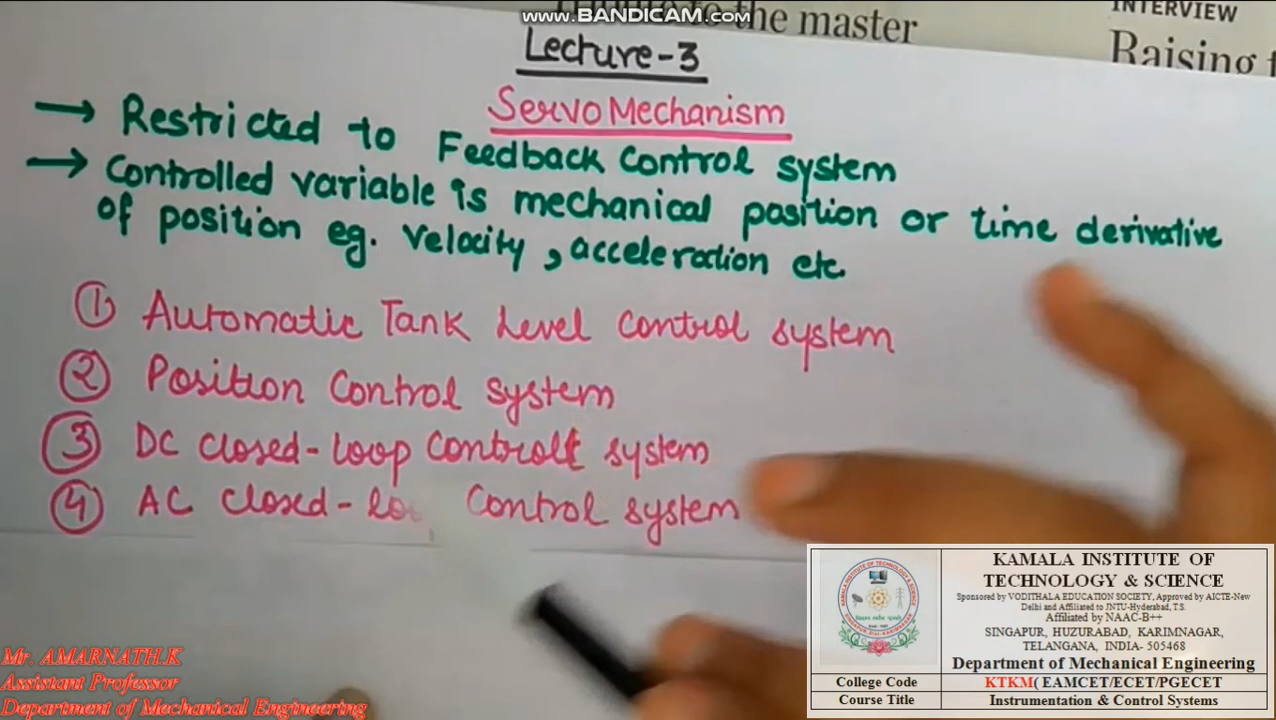 WWW.BANDICAM.COM
to the master
INTERVIEW
Raising
Lecture-3
Servo Mechanism
→ Restricted to Feedback control system
→ Controlled variable is mechanical position or time derivative
of position eg. Velocity, acceleration etc
① Automatic Tank Level control system
② Position Control System
③ DC closed-loop control system
④ AC closed-loop Control system
KAMALA INSTITUTE OF
TECHNOLOGY & SCIENCE
Sponsored by VODITHALA EDUCATION SOCIETY, Approved by AICTE-New
Delhi and Affiliated to JNTU-Hyderabad, T.S.
Affiliated by NAAC-B++
SINGAPUR, HUZURABAD, KARIMNAGAR,
TELANGANA, INDIA- 505468
Department of Mechanical Engineering
College Code KTKM( EAMCET/ECET/PGECET
Course Title Instrumentation & Control Systems
Mr. AMARNATH.K
Assistant Professor
Department of Mechanical Engineering